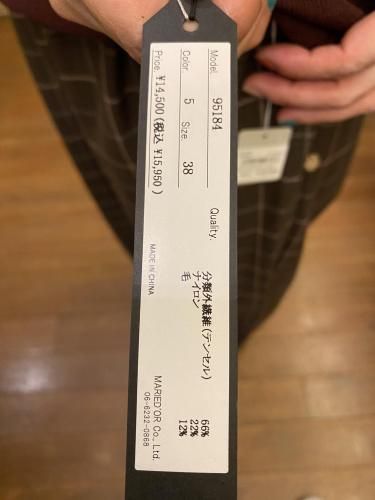 Model. 95184
Color. 5 Size. 38
Price. ¥14,500 (税込 ¥15,950)
Quality.
分類外繊維 (テンセル) 66%
ナイロン 22%
毛 12%
MADE IN CHINA
MARIED'OR Co., Ltd.
06-6232-0868